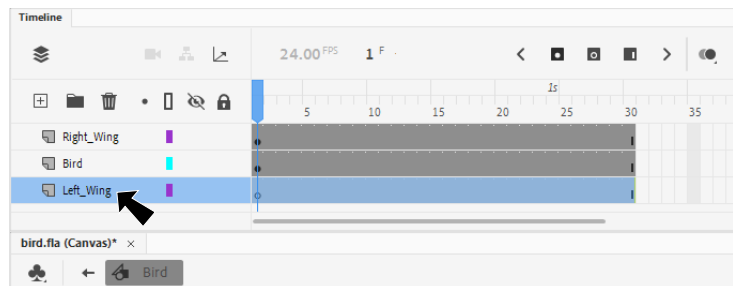 Timeline
24.00 FPS 1 F
1s
5 10 15 20 25 30 35
Right_Wing
Bird
Left_Wing
bird.fla (Canvas)* ×
Bird